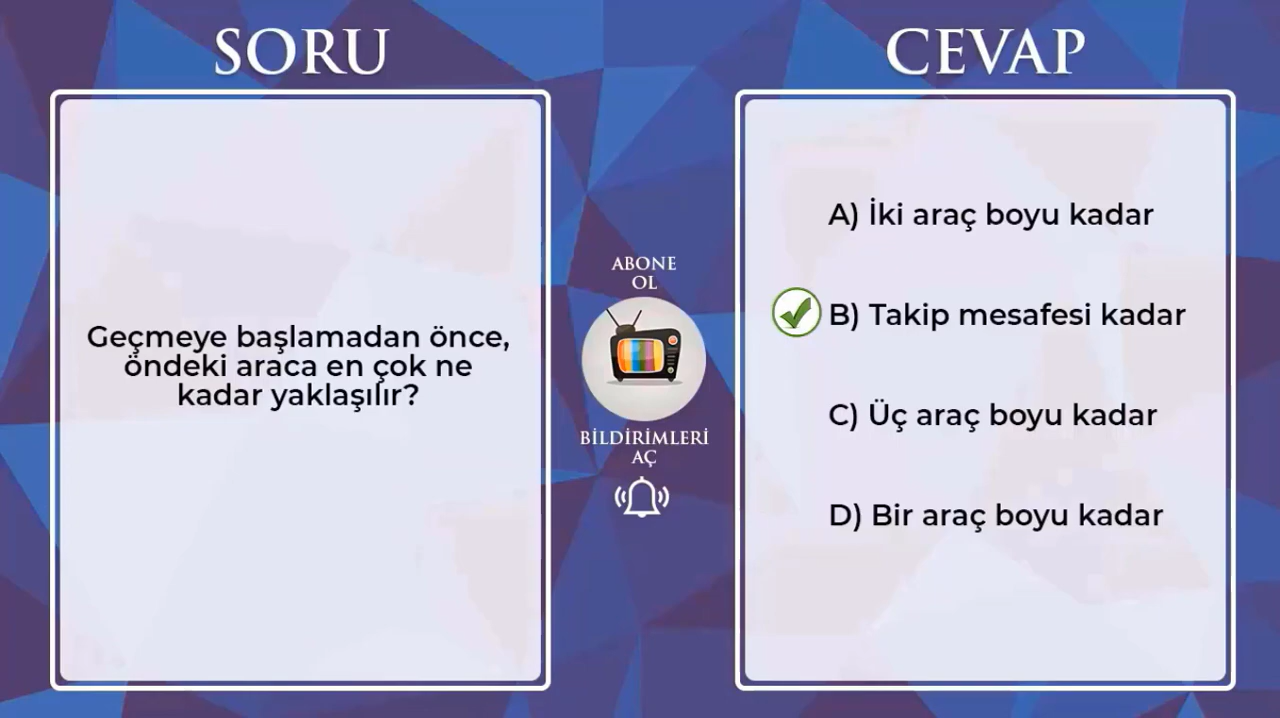 SORU
Geçmeye başlamadan önce,
öndeki araca en çok ne
kadar yaklaşılır?
ABONE
OL
BİLDİRİMLERİ
AÇ
CEVAP
A) İki araç boyu kadar
B) Takip mesafesi kadar
C) Üç araç boyu kadar
D) Bir araç boyu kadar